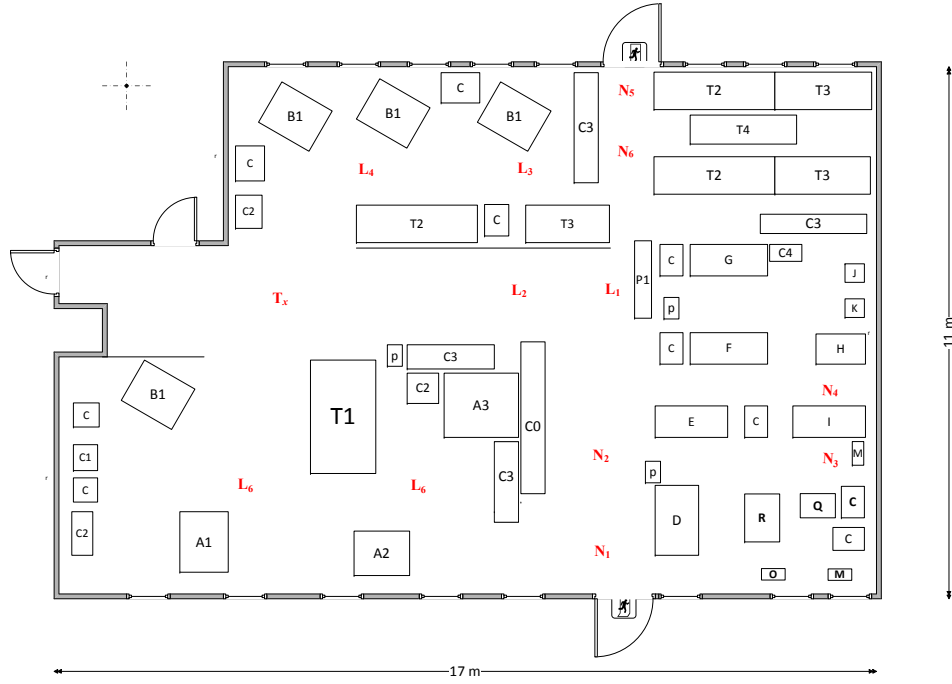 N5
T2
T3
C
B1
B1
B1
C3
T4
N6
C
L4
L3
T2
T3
C2
T2
C
T3
C3
C
G
C4
P1
J
Tx
L2
L1
p
K
C
F
H
p
C3
B1
C2
A3
T1
N4
C
C0
E
C
I
C1
N2
N3
M
C3
p
C
L6
L6
Q
C
C2
D
R
A1
A2
N1
C
O
M
11 m
17 m
r
r
r
r